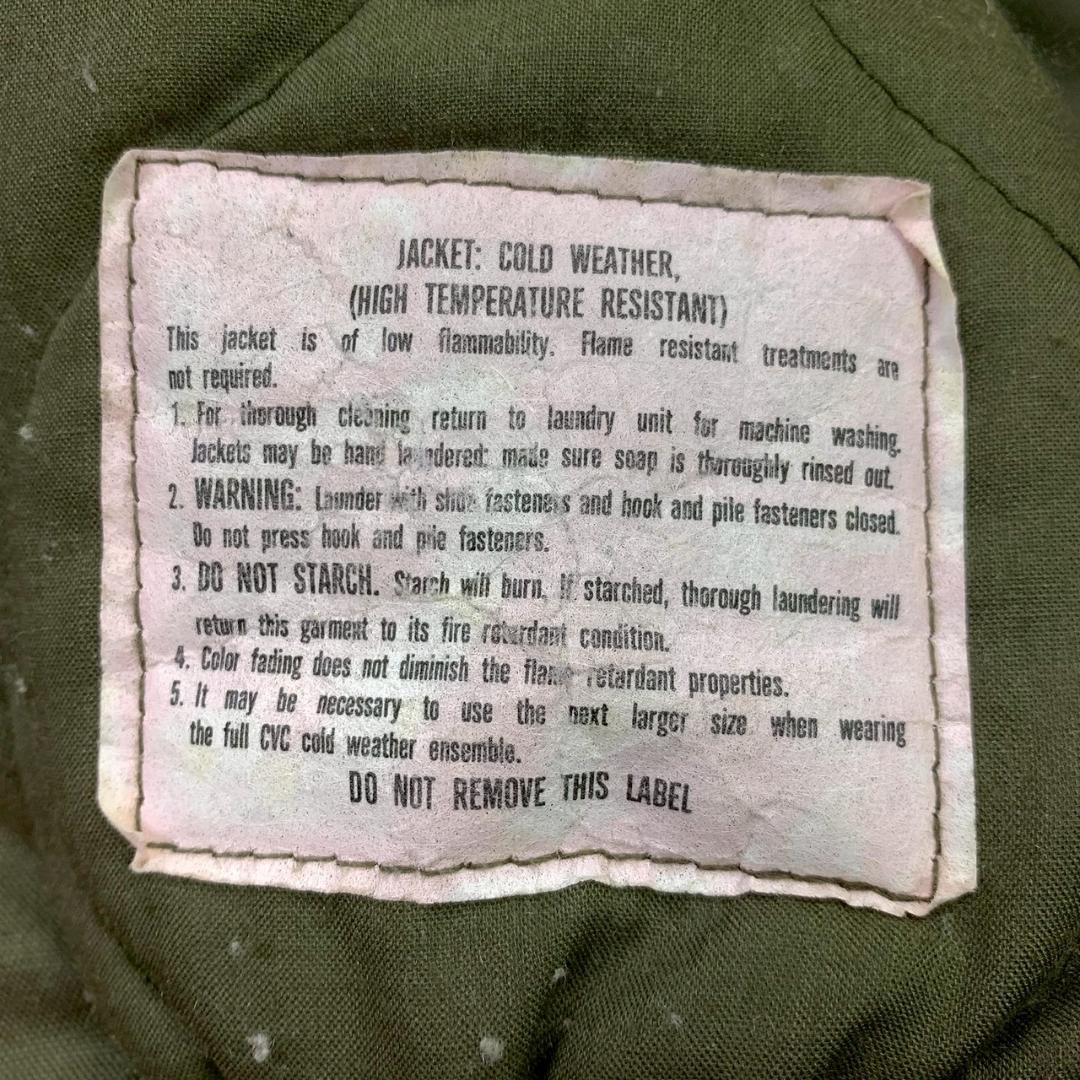 JACKET: COLD WEATHER,
(HIGH TEMPERATURE RESISTANT)
This jacket is of low flammability. Flame resistant treatments are
not required.
1. For thorough cleaning return to laundry unit for machine washing.
Jackets may be hand laundered: made sure soap is thoroughly rinsed out.
2. WARNING: Launder with slide fasteners and hook and pile fasteners closed.
Do not press hook and pile fasteners.
3. DO NOT STARCH. Starch will burn. If starched, thorough laundering will
return this garment to its fire retardant condition.
4. Color fading does not diminish the flame retardant properties.
5. It may be necessary to use the next larger size when wearing
the full CVC cold weather ensemble.
DO NOT REMOVE THIS LABEL